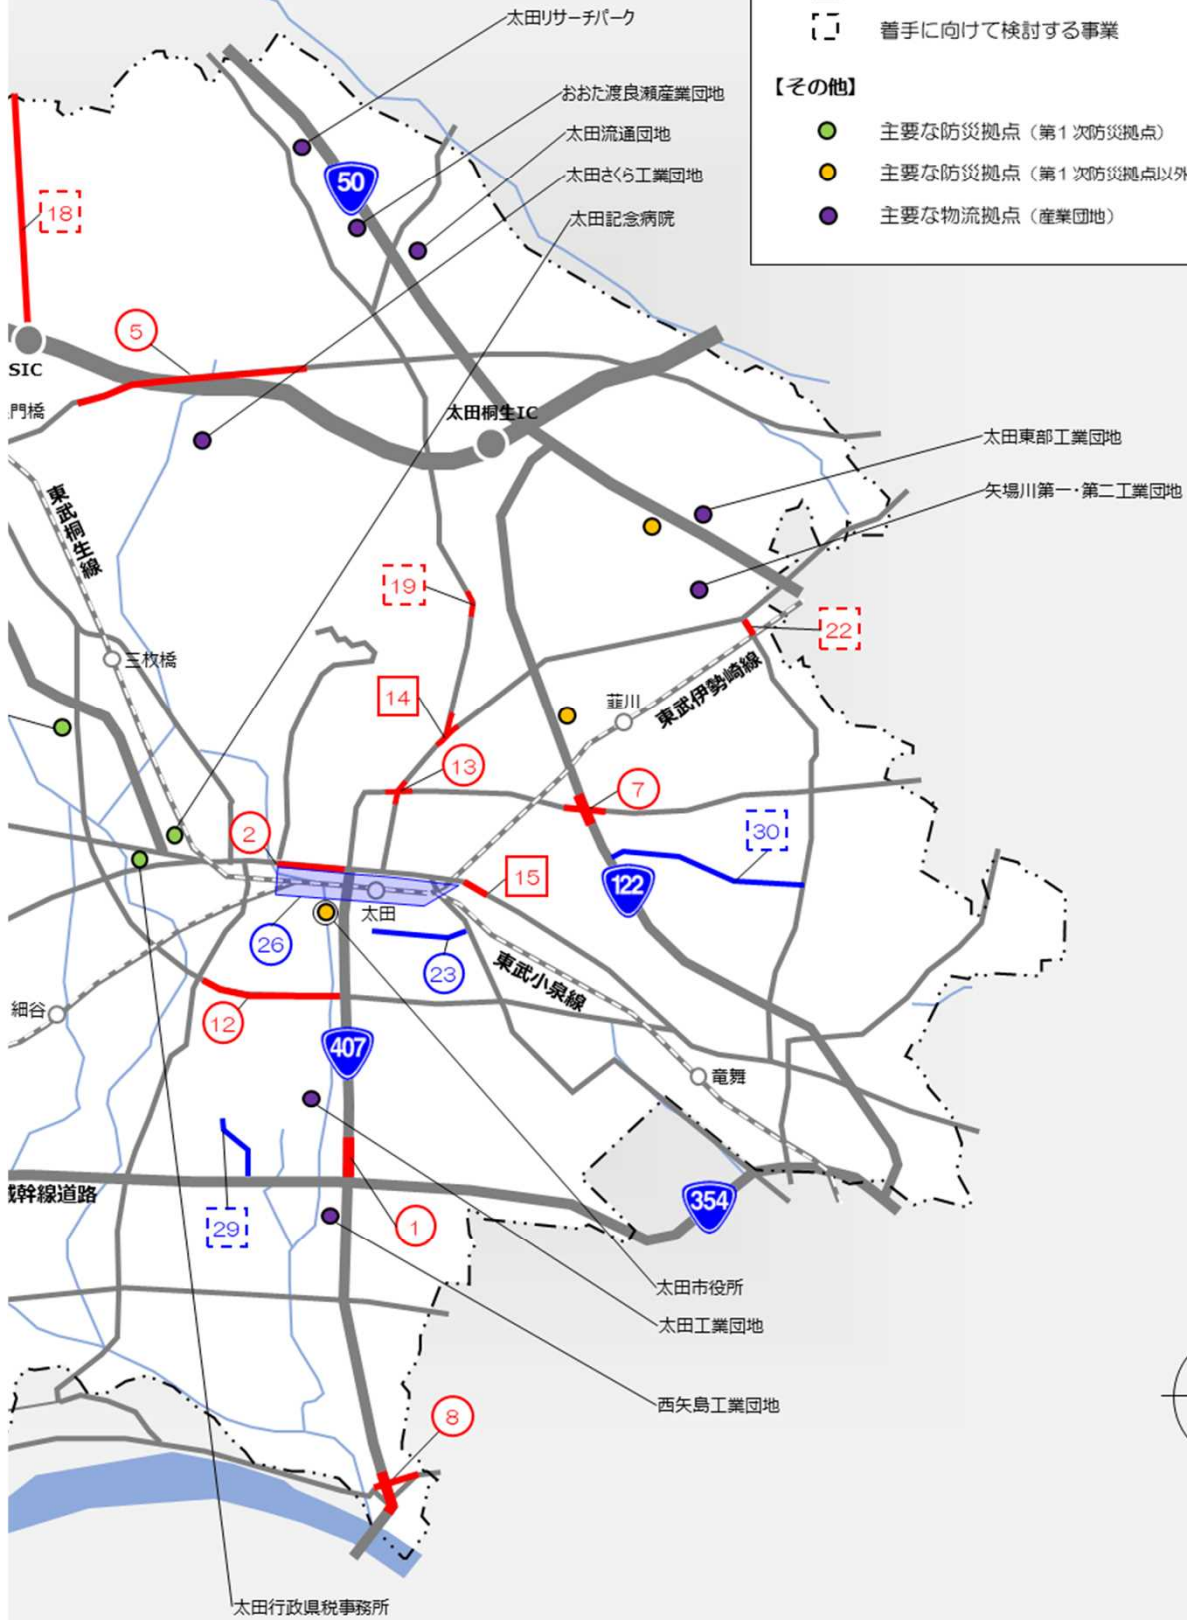 太田リサーチパーク
着手に向けて検討する事業
【その他】
おおた渡良瀬産業団地
太田流通団地
主要な防災拠点（第１次防災拠点）
太田さくら工業団地
主要な防災拠点（第１次防災拠点以外
50
18
太田記念病院
主要な物流拠点（産業団地）
5
SIC
門橋
太田桐生IC
太田東部工業団地
矢場川第一・第二工業団地
東武桐生線
19
22
三枚橋
14
韮川
東武伊勢崎線
13
7
2
30
15
122
太田
26
23
東武小泉線
細谷
12
407
竜舞
幹線道路
354
29
1
太田市役所
太田工業団地
西矢島工業団地
8
太田行政県税事務所